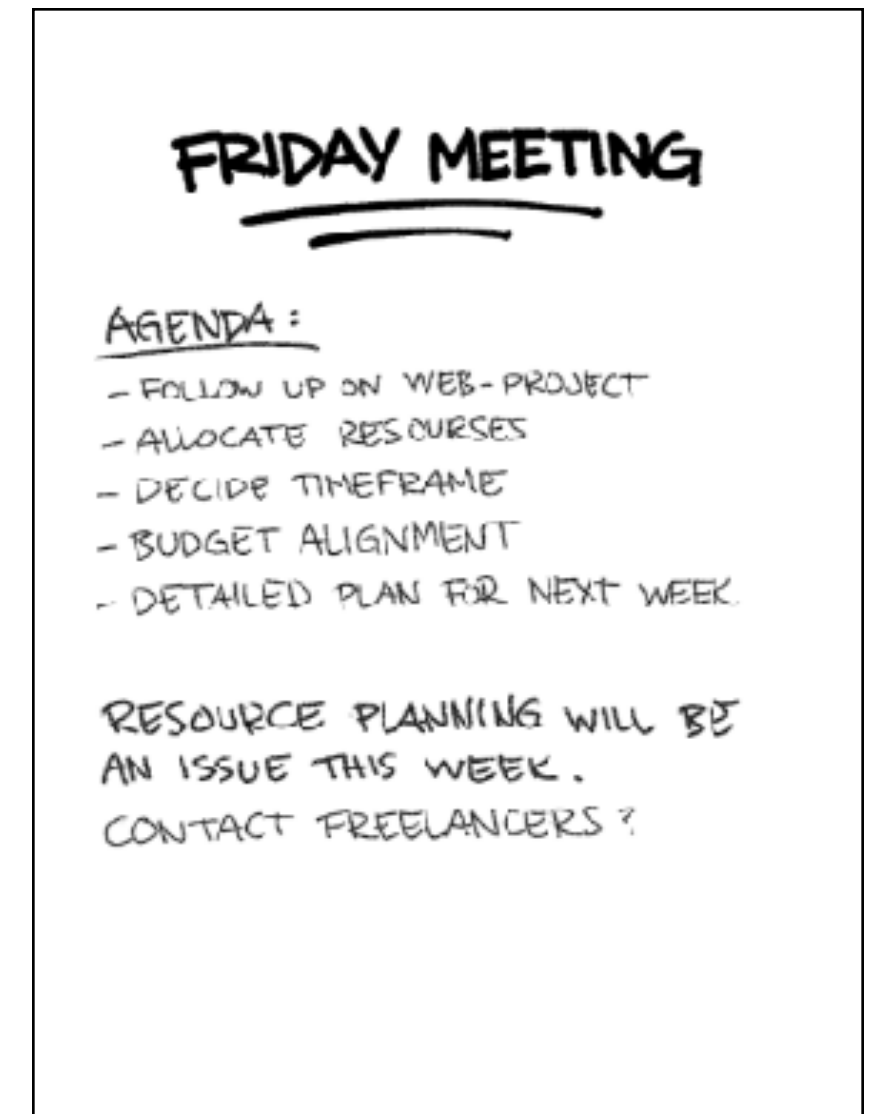 FRIDAY MEETING
AGENDA:
- FOLLOW UP ON WEB-PROJECT
- ALLOCATE RESOURSES
- DECIDE TIMEFRAME
- BUDGET ALIGNMENT
- DETAILED PLAN FOR NEXT WEEK.
RESOURCE PLANNING WILL BE
AN ISSUE THIS WEEK.
CONTACT FREELANCERS?